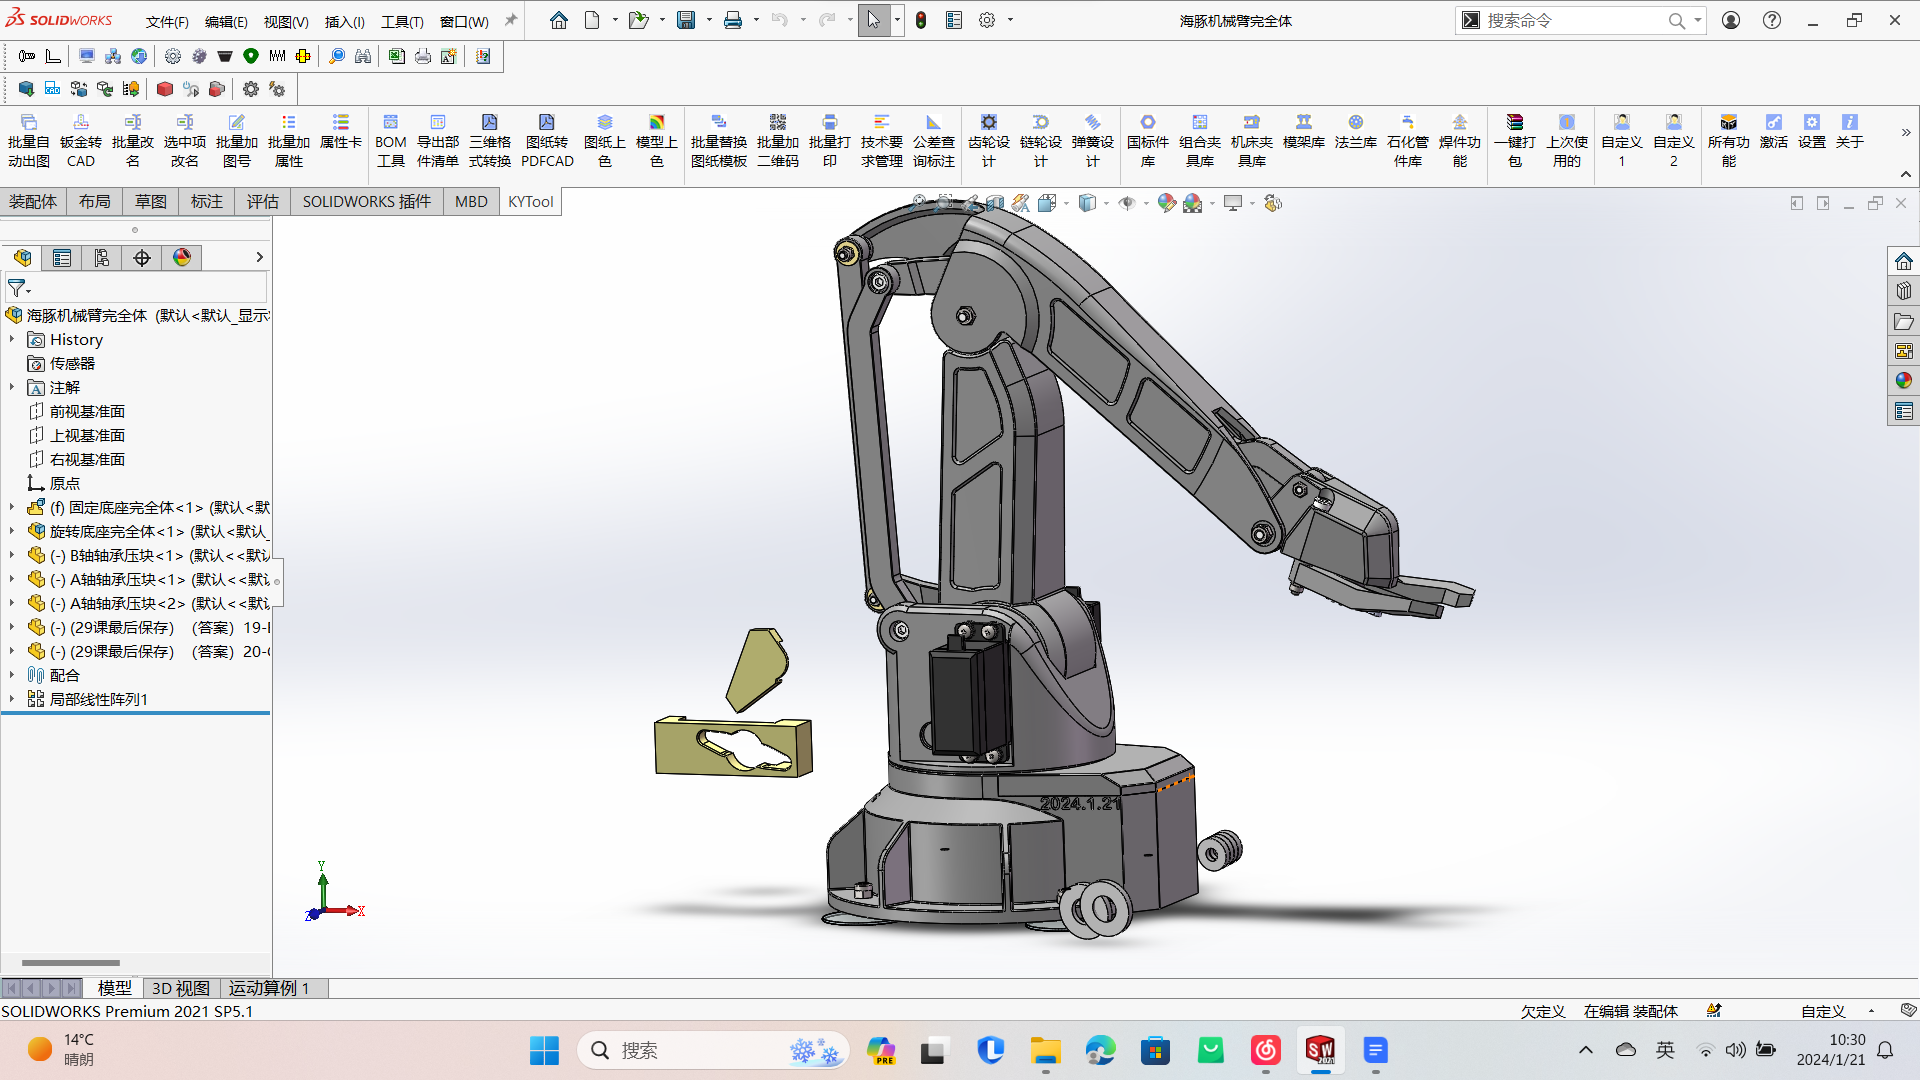 SOLIDWORKS 文件(F) 编辑(E) 视图(V) 插入(I) 工具(T) 窗口(W) 海豚机械臂完全体 搜索命令
批量自动出图 钣金转CAD 批量改名 选中项改名 批量加图号 批量加属性 属性卡 BOM工具 导出部件清单 三维格式转换 图纸转PDFCAD 图纸上色 模型上色 批量替换图纸模板 批量加二维码 批量打印 技术要求管理 公差查询标注 齿轮设计 链轮设计 弹簧设计 国标件库 组合夹具库 机床夹具库 模架库 法兰库 石化管件库 焊件功能 一键打包 上次使用的 自定义1 自定义2 所有功能 激活 设置 关于
装配体 布局 草图 标注 评估 SOLIDWORKS 插件 MBD KYTool
海豚机械臂完全体 (默认<默认_显示
History
传感器
注解
前视基准面
上视基准面
右视基准面
原点
(f) 固定底座完全体<1> (默认<默
旋转底座完全体<1> (默认<默认_
(-) B轴轴承压块<1> (默认<<默认
(-) A轴轴承压块<1> (默认<<默认
(-) A轴轴承压块<2> (默认<<默认
(-) (29课最后保存) (答案) 19-
(-) (29课最后保存) (答案) 20-
配合
局部线性阵列1
2024.1.21
Y
Z
X
模型 3D 视图 运动算例 1
SOLIDWORKS Premium 2021 SP5.1 欠定义 在编辑 装配体 自定义
14°C
晴朗
搜索
PRE
SW
2021
英
10:30
2024/1/21